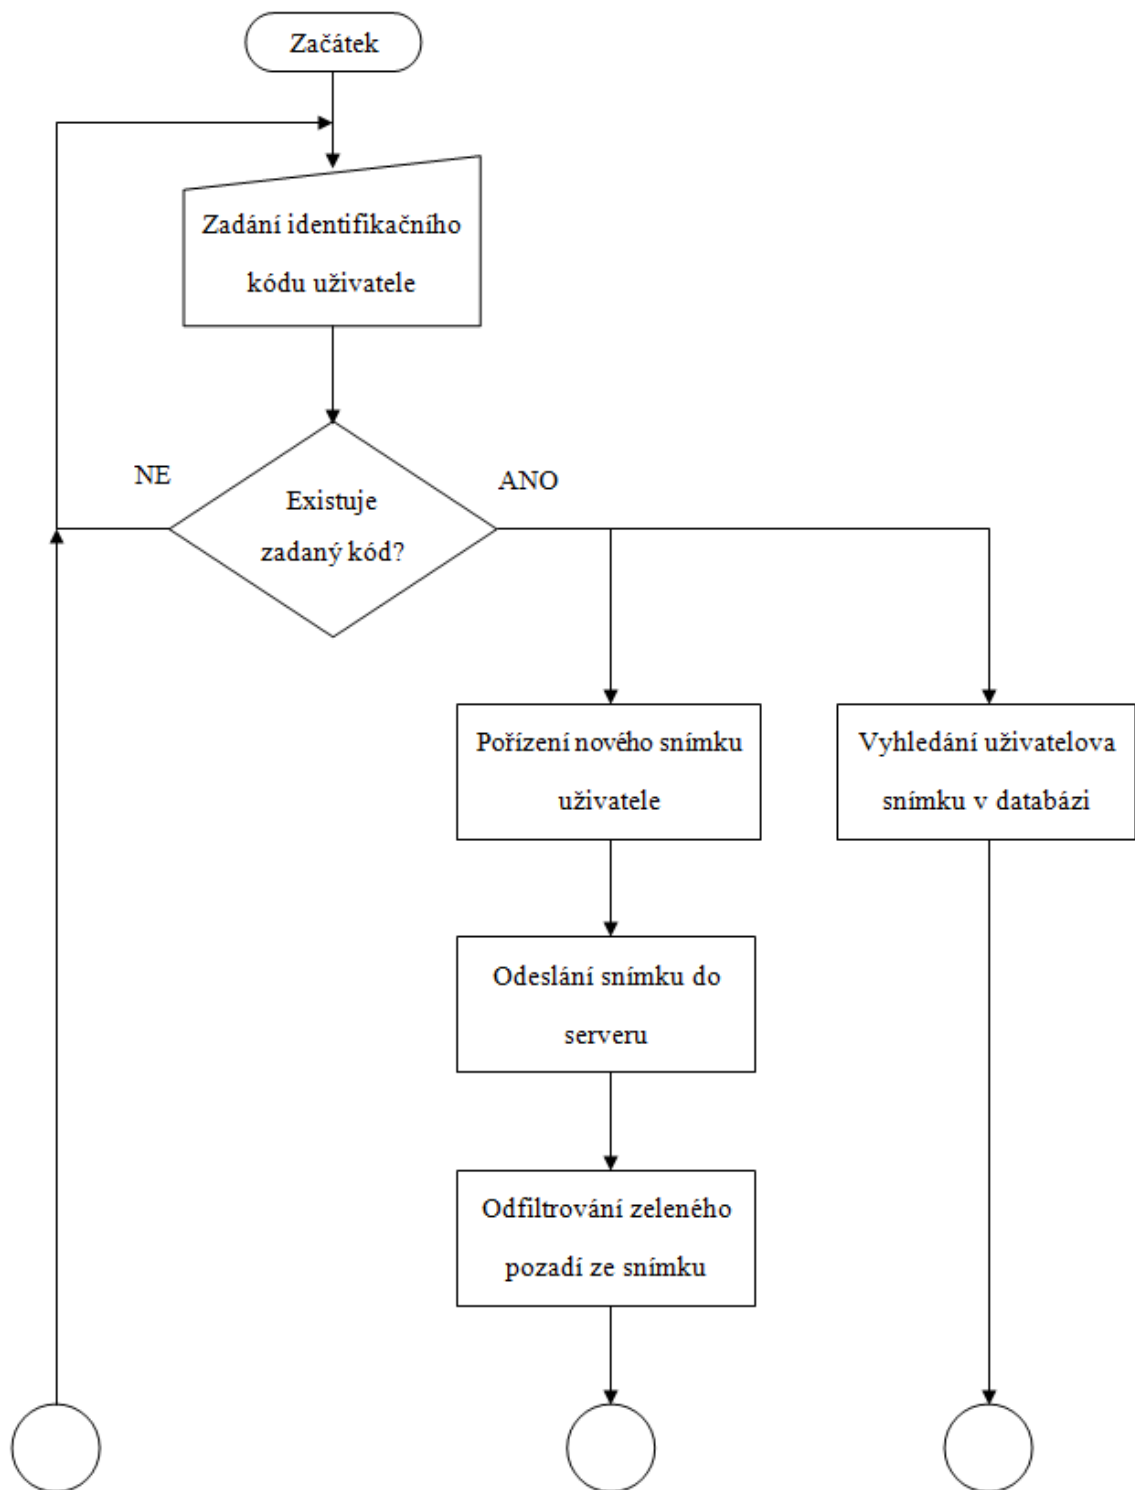 Začátek
Zadání identifikačního
kódu uživatele
NE
ANO
Existuje
zadaný kód?
Pořízení nového snímku
uživatele
Vyhledání uživatelova
snímku v databázi
Odeslání snímku do
serveru
Odfiltrování zeleného
pozadí ze snímku